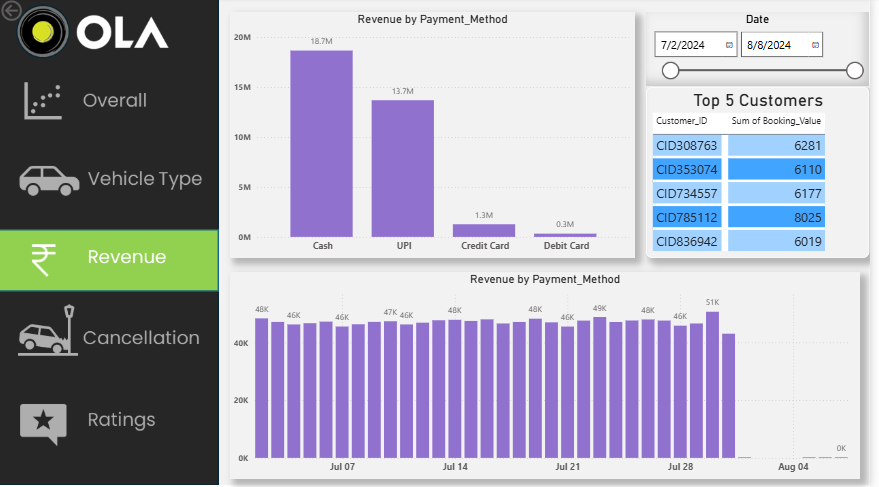 OLA
Overall
Vehicle Type
Revenue
Cancellation
Ratings
Revenue by Payment_Method
20M
15M
10M
5M
0M
18.7M
13.7M
1.3M
0.3M
Cash UPI Credit Card Debit Card
Date
7/2/2024 8/8/2024
Top 5 Customers
Customer_ID Sum of Booking_Value
CID308763 6281
CID353074 6110
CID734557 6177
CID785112 8025
CID836942 6019
Revenue by Payment_Method
40K
20K
0K
48K 46K 46K 47K 46K 48K 48K 46K 49K 48K 46K 51K 0K
Jul 07 Jul 14 Jul 21 Jul 28 Aug 04